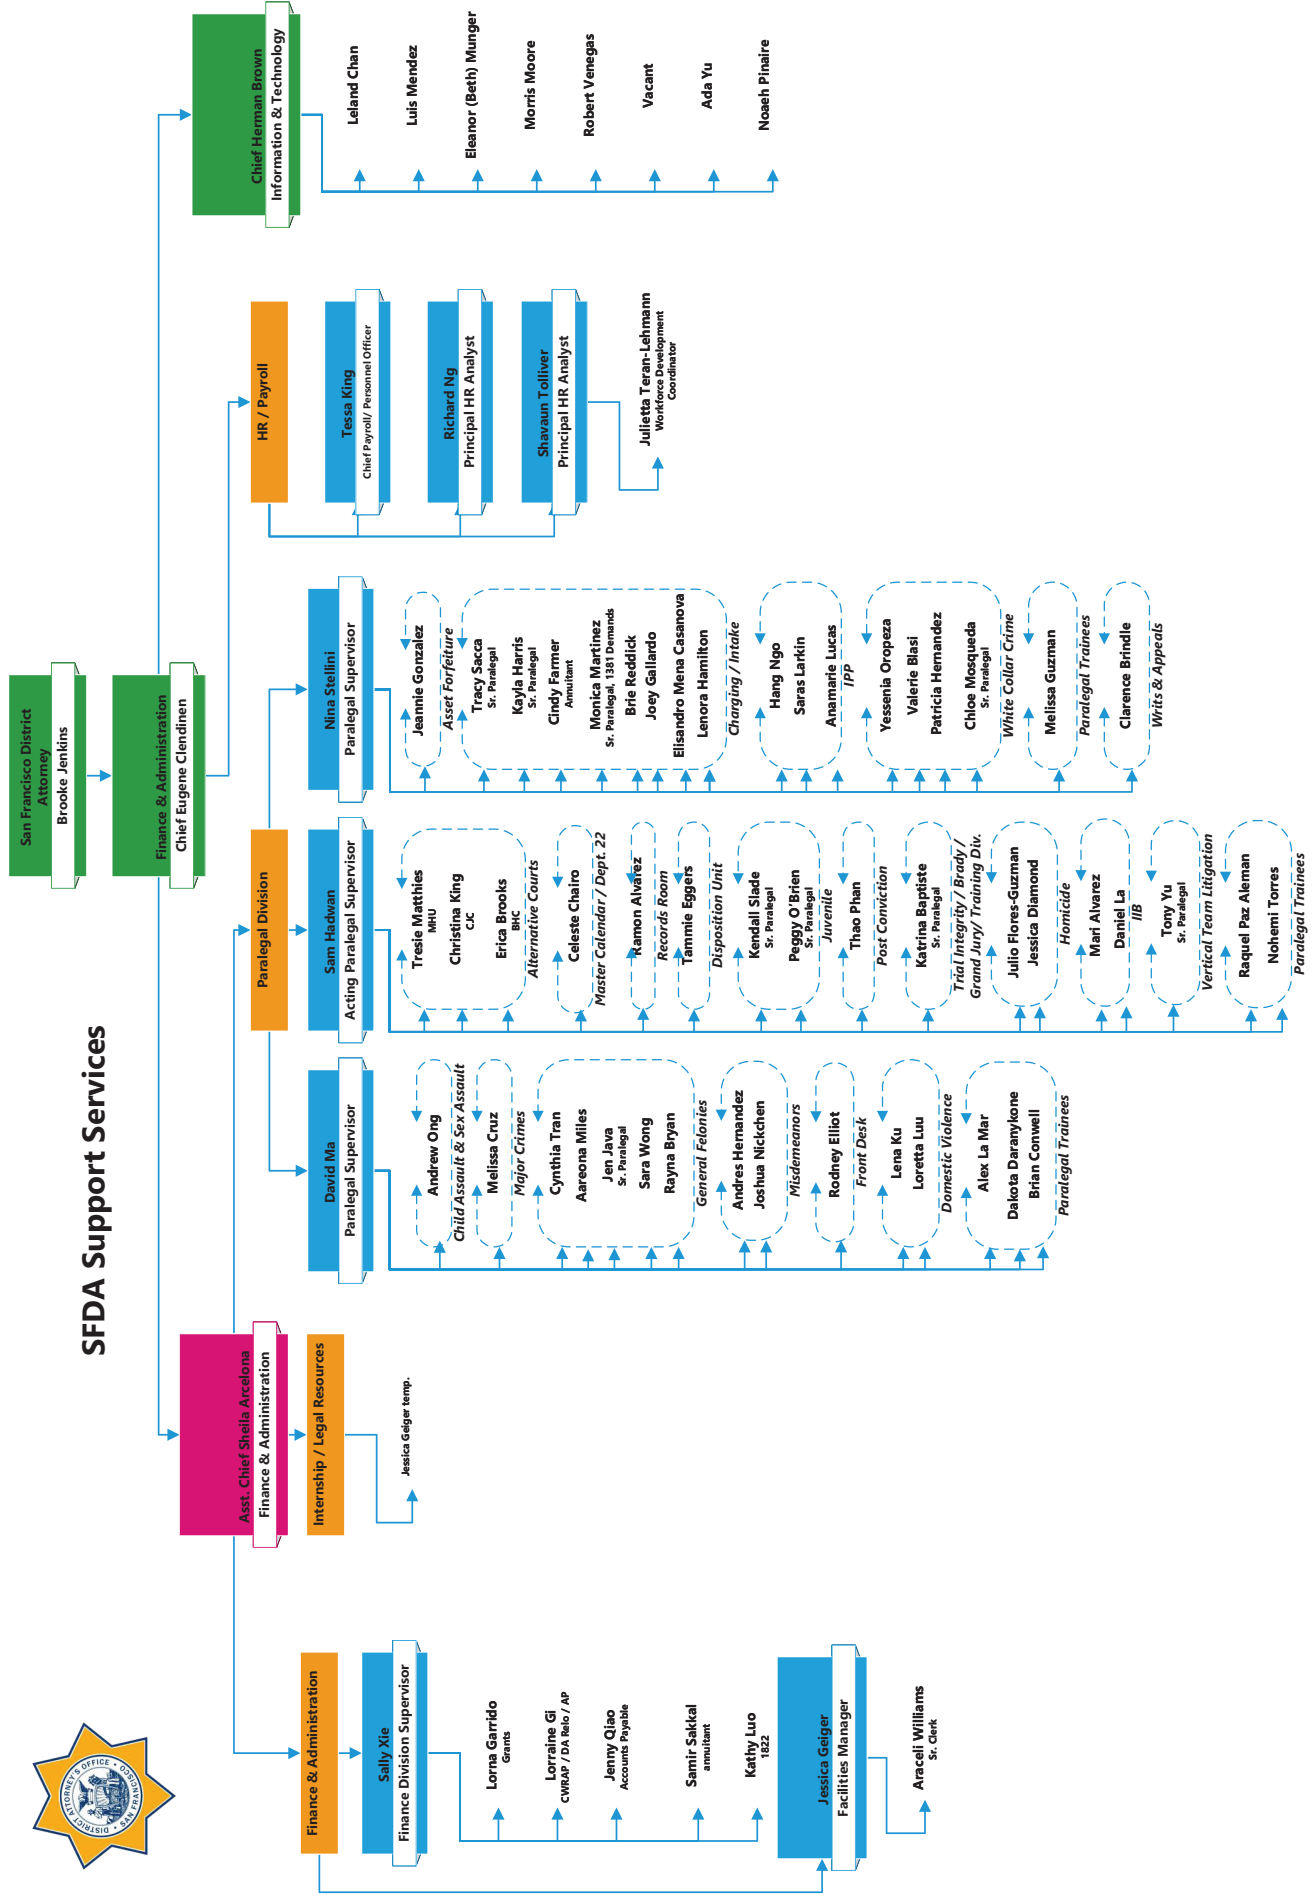 SFDA Support Services
DISTRICT ATTORNEY'S OFFICE • SAN FRANCISCO •
San Francisco District
Attorney
Brooke Jenkins
Finance & Administration
Chief Eugene Clendinen
Asst. Chief Sheila Arcelona
Finance & Administration
Finance & Administration
Sally Xie
Finance Division Supervisor
Lorna Garrido
Grants
Lorraine Gi
CWRAP / DA Relo / AP
Jenny Qiao
Accounts Payable
Samir Sakkal
annuitant
Kathy Luo
1822
Jessica Geiger
Facilities Manager
Araceli Williams
Sr. Clerk
Internship / Legal Resources
Jessica Geiger temp.
Paralegal Division
David Ma
Paralegal Supervisor
Andrew Ong
Child Assault & Sex Assault
Melissa Cruz
Major Crimes
Cynthia Tran
Aareona Miles
Jen Java
Sr. Paralegal
Sara Wong
Rayna Bryan
General Felonies
Andres Hernandez
Joshua Nickchen
Misdemeanors
Rodney Elliot
Front Desk
Lena Ku
Loretta Luu
Domestic Violence
Alex La Mar
Dakota Daranykone
Brian Conwell
Paralegal Trainees
Sam Hadwan
Acting Paralegal Supervisor
Tresie Matthies
MHU
Christina King
CJC
Erica Brooks
BHC
Alternative Courts
Celeste Chairo
Master Calendar / Dept. 22
Ramon Alvarez
Records Room
Tammie Eggers
Disposition Unit
Kendall Slade
Sr. Paralegal
Peggy O'Brien
Sr. Paralegal
Juvenile
Thao Phan
Post Conviction
Katrina Baptiste
Sr. Paralegal
Trial Integrity / Brady /
Grand Jury/ Training Div.
Julio Flores-Guzman
Jessica Diamond
Homicide
Mari Alvarez
Daniel La
IIB
Tony Yu
Sr. Paralegal
Vertical Team Litigation
Raquel Paz Aleman
Nohemi Torres
Paralegal Trainees
Nina Stellini
Paralegal Supervisor
Jeannie Gonzalez
Asset Forfeiture
Tracy Sacca
Sr. Paralegal
Kayla Harris
Sr. Paralegal
Cindy Farmer
Annuitant
Monica Martinez
Sr. Paralegal, 1381 Demands
Brie Reddick
Joey Gallardo
Elisandro Mena Casanova
Lenora Hamilton
Charging / Intake
Hang Ngo
Saras Larkin
Anamarie Lucas
IPP
Yessenia Oropeza
Valerie Blasi
Patricia Hernandez
Chloe Mosqueda
Sr. Paralegal
White Collar Crime
Melissa Guzman
Paralegal Trainees
Clarence Brindle
Writs & Appeals
HR / Payroll
Tessa King
Chief Payroll/ Personnel Officer
Richard Ng
Principal HR Analyst
Shavaun Tolliver
Principal HR Analyst
Julietta Teran-Lehmann
Workforce Development
Coordinator
Chief Herman Brown
Information & Technology
Leland Chan
Luis Mendez
Eleanor (Beth) Munger
Morris Moore
Robert Venegas
Vacant
Ada Yu
Noaeh Pinaire